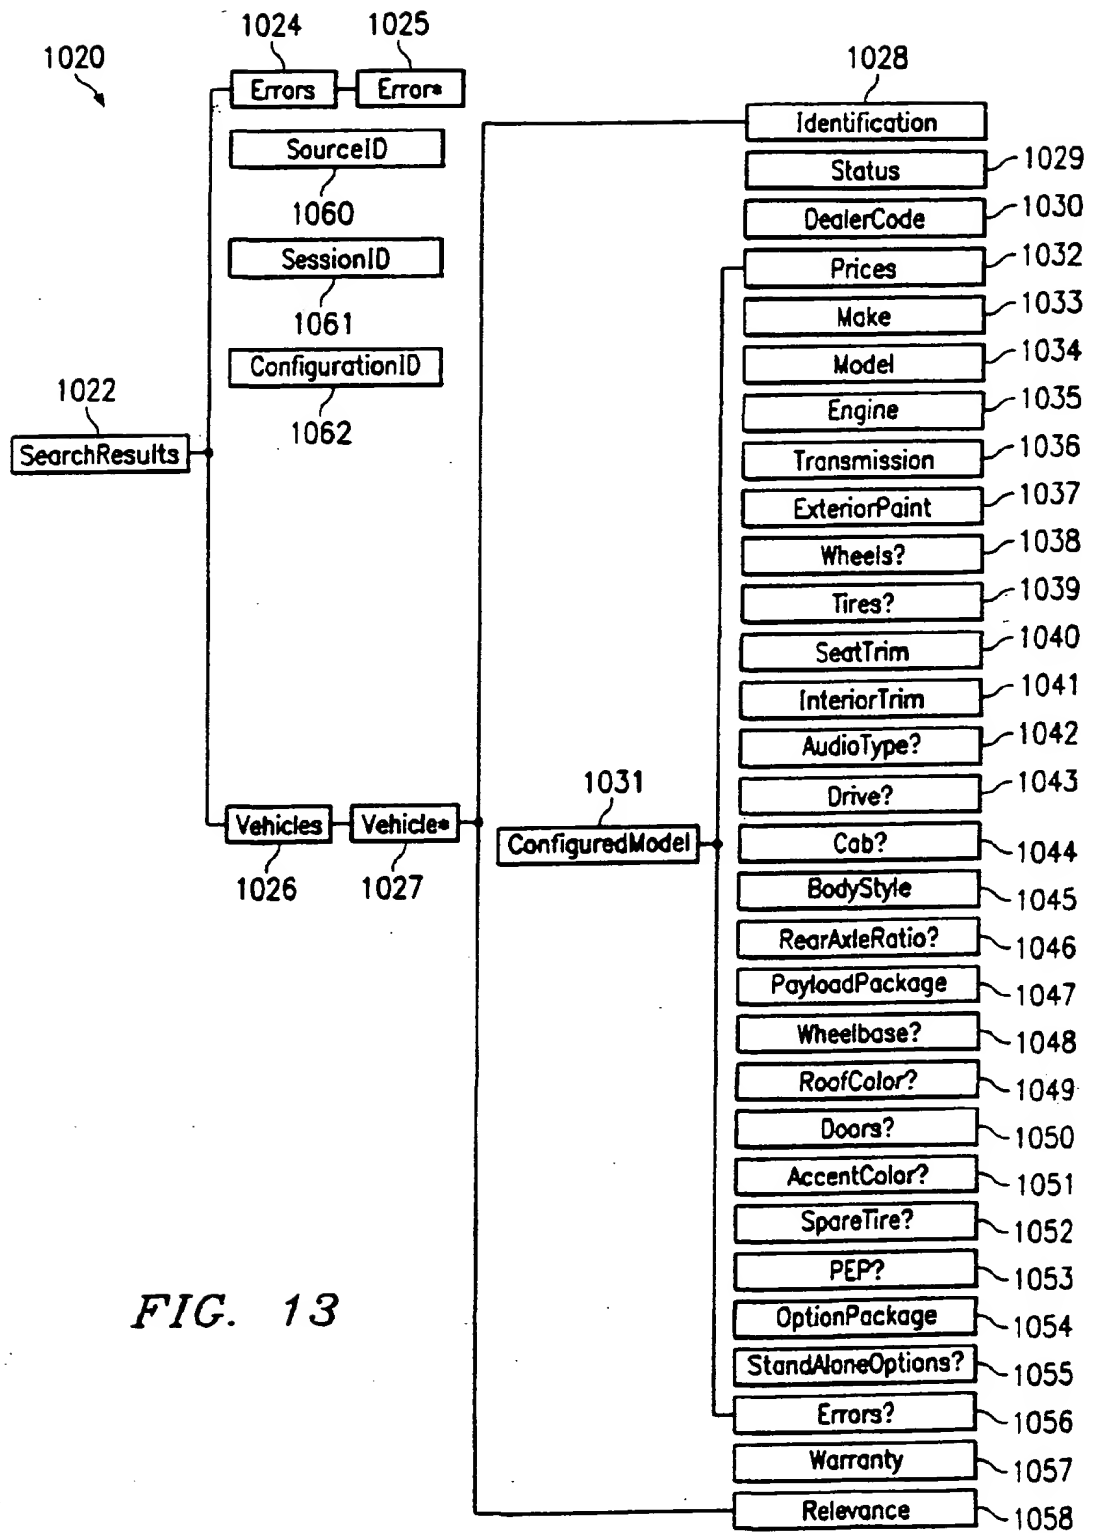 1020
1024
1025
Errors
Error*
SourceID
1060
SessionID
1061
ConfigurationID
1062
1022
SearchResults
Vehicles
Vehicle*
1026
1027
1031
ConfiguredModel
1028
Identification
Status 1029
DealerCode 1030
Prices 1032
Make 1033
Model 1034
Engine 1035
Transmission 1036
ExteriorPaint 1037
Wheels? 1038
Tires? 1039
SeatTrim 1040
InteriorTrim 1041
AudioType? 1042
Drive? 1043
Cab? 1044
BodyStyle 1045
RearAxleRatio? 1046
PayloadPackage 1047
Wheelbase? 1048
RoofColor? 1049
Doors? 1050
AccentColor? 1051
SpareTire? 1052
PEP? 1053
OptionPackage 1054
StandAloneOptions? 1055
Errors? 1056
Warranty 1057
Relevance 1058
FIG. 13